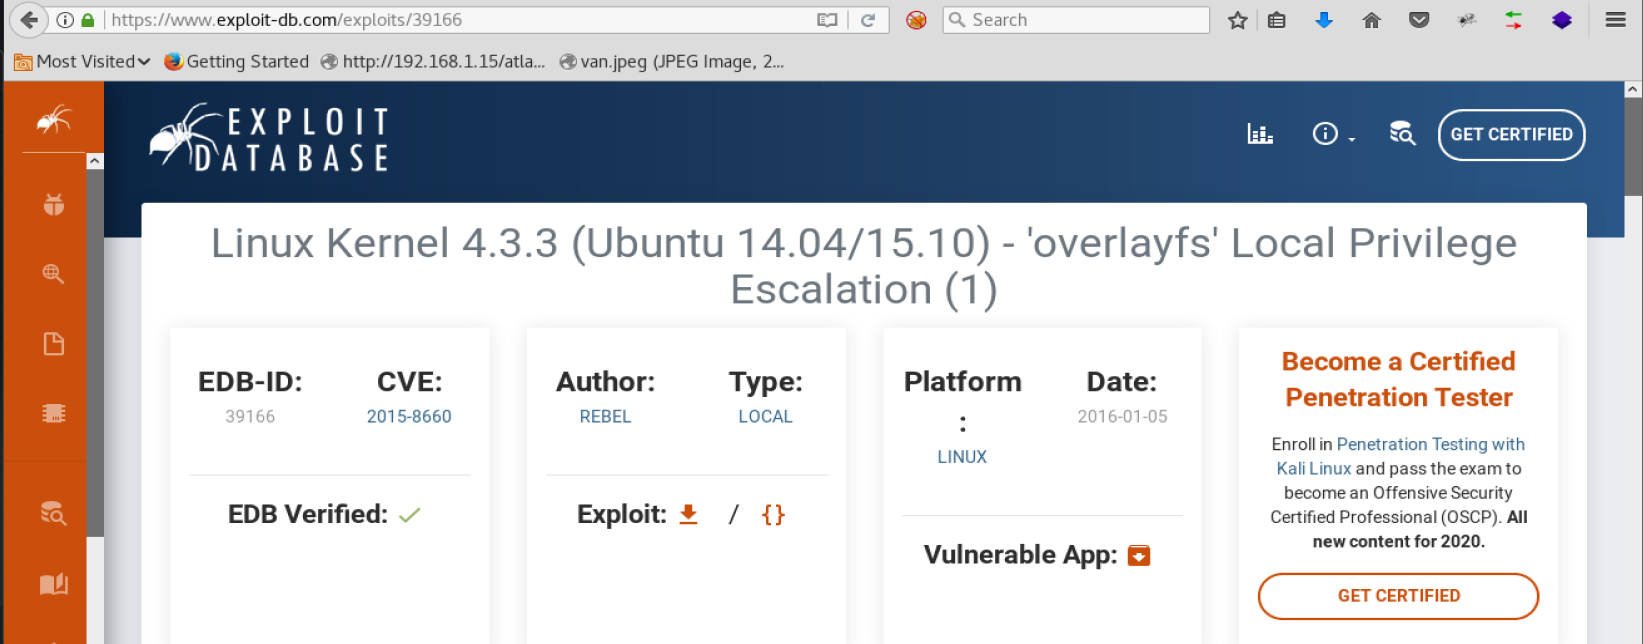 https://www.exploit-db.com/exploits/39166
Search
Most Visited
Getting Started
http://192.168.1.15/atla...
van.jpeg (JPEG Image, 2...
EXPLOIT
DATABASE
GET CERTIFIED
Linux Kernel 4.3.3 (Ubuntu 14.04/15.10) - 'overlayfs' Local Privilege
Escalation (1)
EDB-ID:
39166
CVE:
2015-8660
EDB Verified:
Author:
REBEL
Type:
LOCAL
Exploit: / {}
Platform
:
LINUX
Date:
2016-01-05
Vulnerable App:
Become a Certified
Penetration Tester
Enroll in Penetration Testing with
Kali Linux and pass the exam to
become an Offensive Security
Certified Professional (OSCP). All
new content for 2020.
GET CERTIFIED